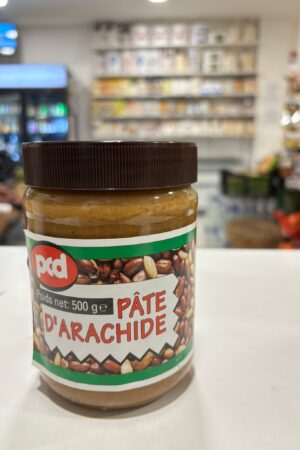 pcd
Poids net: 500 g e
PÂTE
D'ARACHIDE